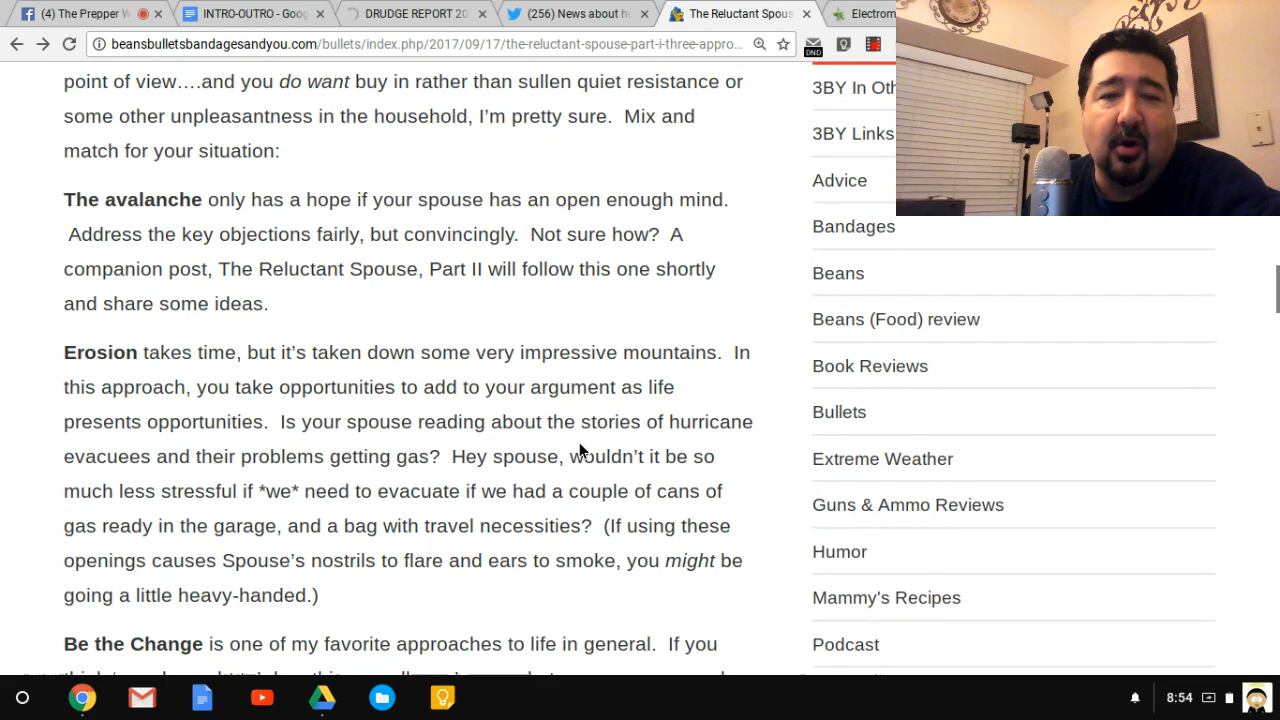 (4) The Prepper W
INTRO-OUTRO - Goog
DRUDGE REPORT 20
(256) News about hu
The Reluctant Spous
Electrom
beansbulletsbandagesandyou.com/bullets/index.php/2017/09/17/the-reluctant-spouse-part-i-three-appro...
DND
point of view….and you do want buy in rather than sullen quiet resistance or
some other unpleasantness in the household, I’m pretty sure.  Mix and
match for your situation:
The avalanche only has a hope if your spouse has an open enough mind.
Address the key objections fairly, but convincingly.  Not sure how?  A
companion post, The Reluctant Spouse, Part II will follow this one shortly
and share some ideas.
Erosion takes time, but it’s taken down some very impressive mountains.  In
this approach, you take opportunities to add to your argument as life
presents opportunities.  Is your spouse reading about the stories of hurricane
evacuees and their problems getting gas?  Hey spouse, wouldn’t it be so
much less stressful if *we* need to evacuate if we had a couple of cans of
gas ready in the garage, and a bag with travel necessities?  (If using these
openings causes Spouse’s nostrils to flare and ears to smoke, you might be
going a little heavy-handed.)
Be the Change is one of my favorite approaches to life in general.  If you
3BY In Oth
3BY Links
Advice
Bandages
Beans
Beans (Food) review
Book Reviews
Bullets
Extreme Weather
Guns & Ammo Reviews
Humor
Mammy's Recipes
Podcast
8:54